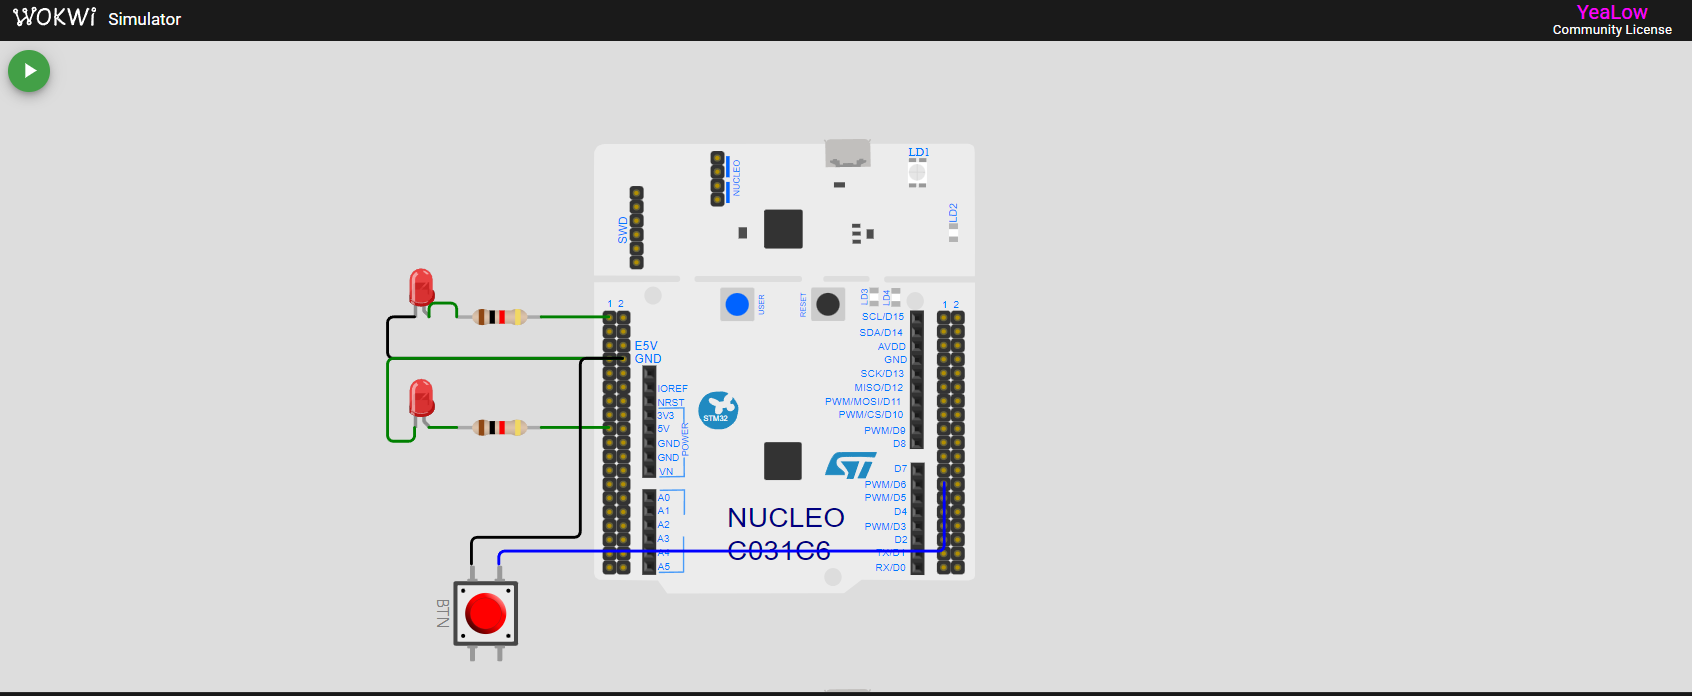 WOKWi Simulator
YeaLow
Community License
NUCLEO
LD1
SWD
LD2
USER
RESET
LD3
LD4
1 2
1 2
E5V
GND
IOREF
NRST
3V3
5V
GND
GND
VN
POWER
A0
A1
A2
A3
A4
A5
STM32
SCL/D15
SDA/D14
AVDD
GND
SCK/D13
MISO/D12
PWM/MOSI/D11
PWM/CS/D10
PWM/D9
D8
D7
PWM/D6
PWM/D5
D4
PWM/D3
D2
TX/D1
RX/D0
ST
NUCLEO
C031C6
BTN